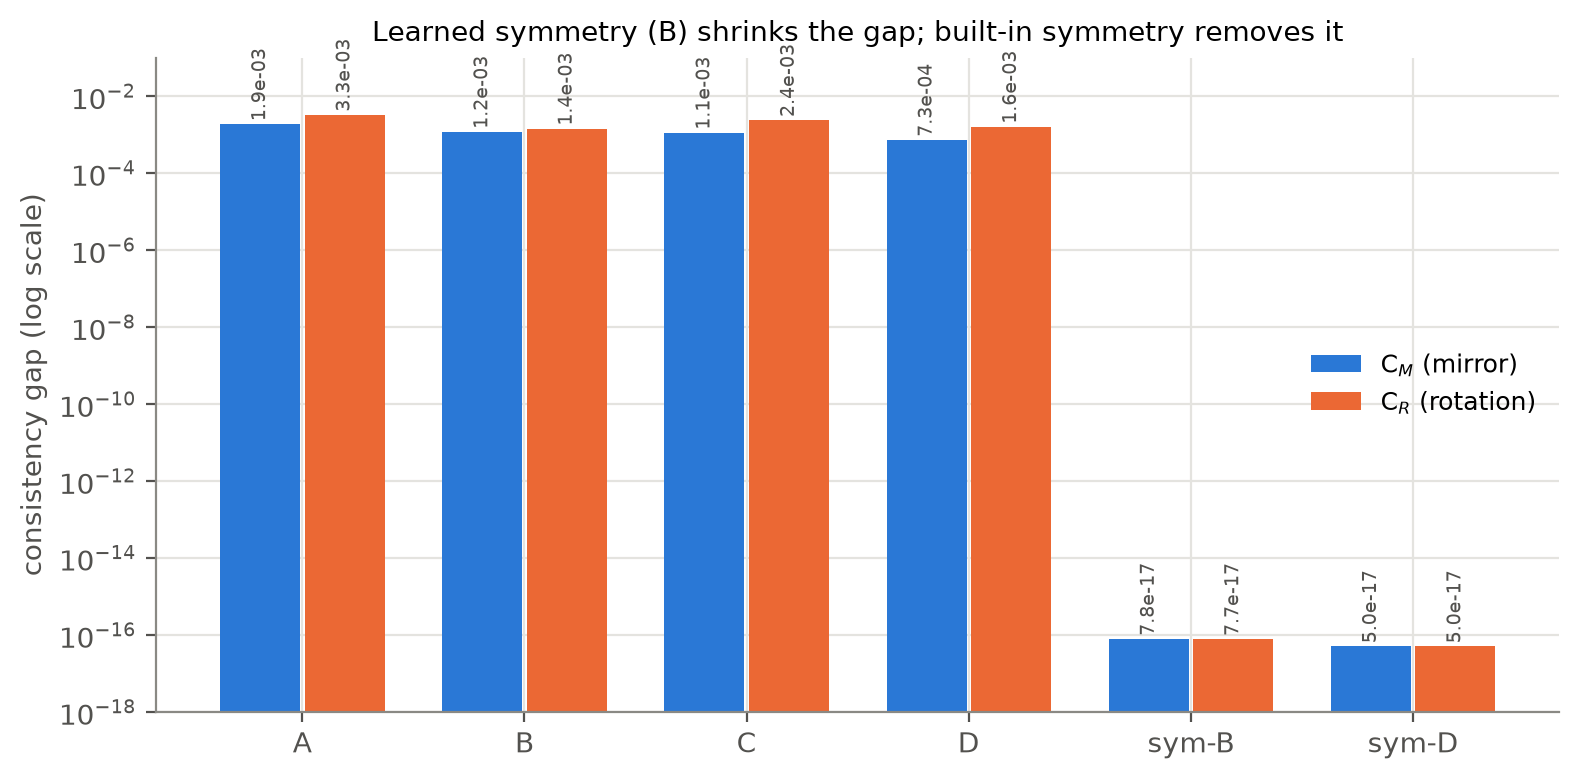 Learned symmetry (B) shrinks the gap; built-in symmetry removes it
consistency gap (log scale)
10⁻²
10⁻⁴
10⁻⁶
10⁻⁸
10⁻¹⁰
10⁻¹²
10⁻¹⁴
10⁻¹⁶
10⁻¹⁸
1.9e-03
3.3e-03
1.2e-03
1.4e-03
1.1e-03
2.4e-03
7.3e-04
1.6e-03
7.8e-17
7.7e-17
5.0e-17
5.0e-17
C_M (mirror)
C_R (rotation)
A
B
C
D
sym-B
sym-D